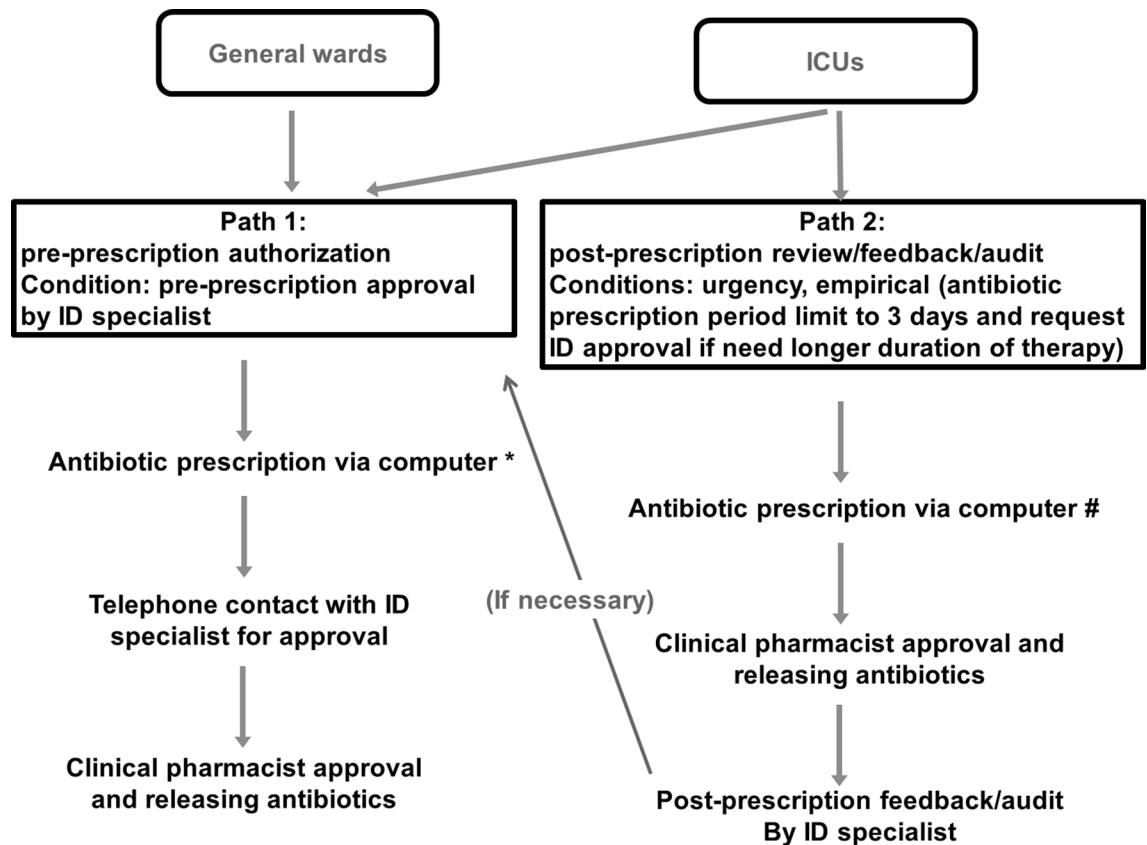 General wards
ICUs
Path 1:
pre-prescription authorization
Condition: pre-prescription approval
by ID specialist
Path 2:
post-prescription review/feedback/audit
Conditions: urgency, empirical (antibiotic
prescription period limit to 3 days and request
ID approval if need longer duration of therapy)
Antibiotic prescription via computer *
Telephone contact with ID
specialist for approval
Clinical pharmacist approval
and releasing antibiotics
(If necessary)
Antibiotic prescription via computer #
Clinical pharmacist approval and
releasing antibiotics
Post-prescription feedback/audit
By ID specialist